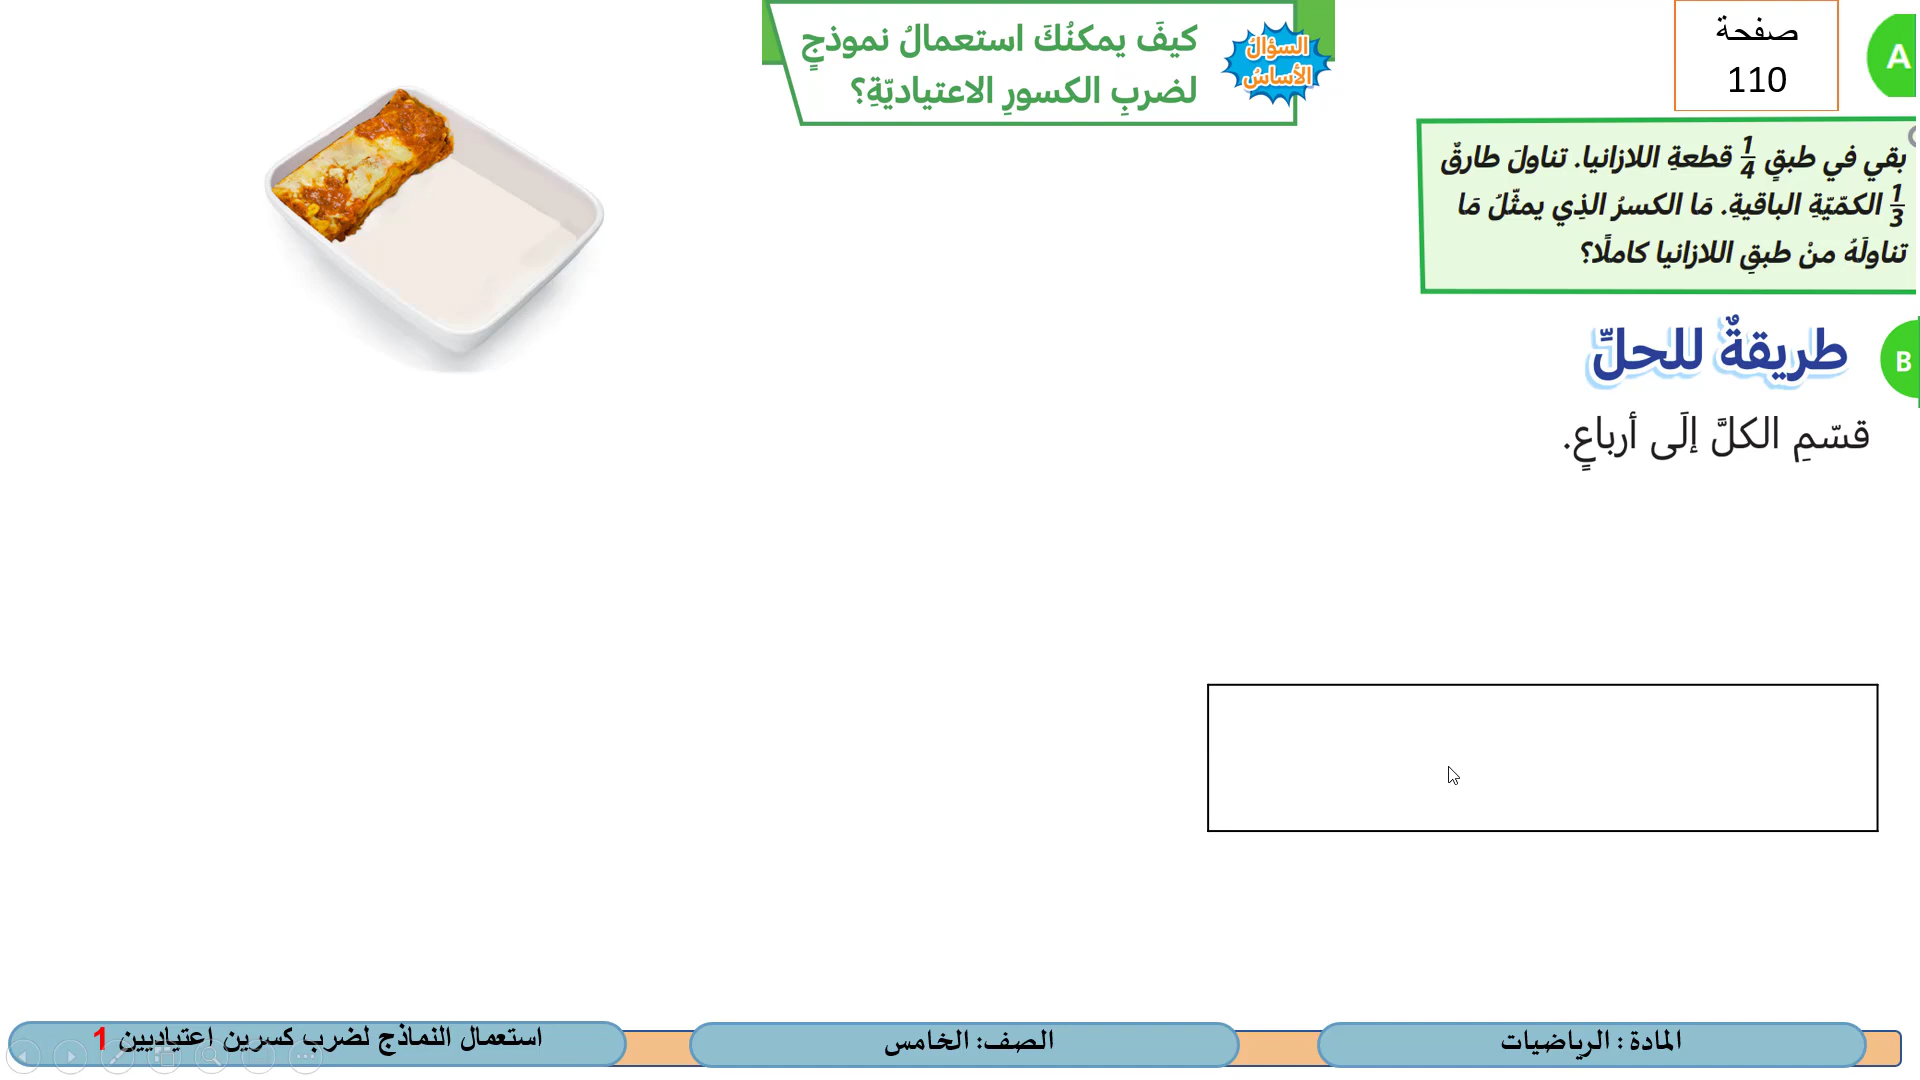 صفحة
110
A
السؤالُ
الأساسُ
كيفَ يمكنُكَ استعمالُ نموذجٍ
لضربِ الكسورِ الاعتياديّةِ؟
بقي في طبقٍ 1/4 قطعةِ اللازانيا. تناولَ طارقٌ
1/3 الكمّيّةِ الباقيةِ. مَا الكسرُ الذِي يمثّلُ مَا
تناولَهُ منْ طبقِ اللازانيا كاملًا؟
B
طريقةٌ للحلِّ
قسّمِ الكلَّ إلَى أرباعٍ.
المادة : الرياضيات
الصف: الخامس
استعمال النماذج لضرب كسرين اعتياديين 1